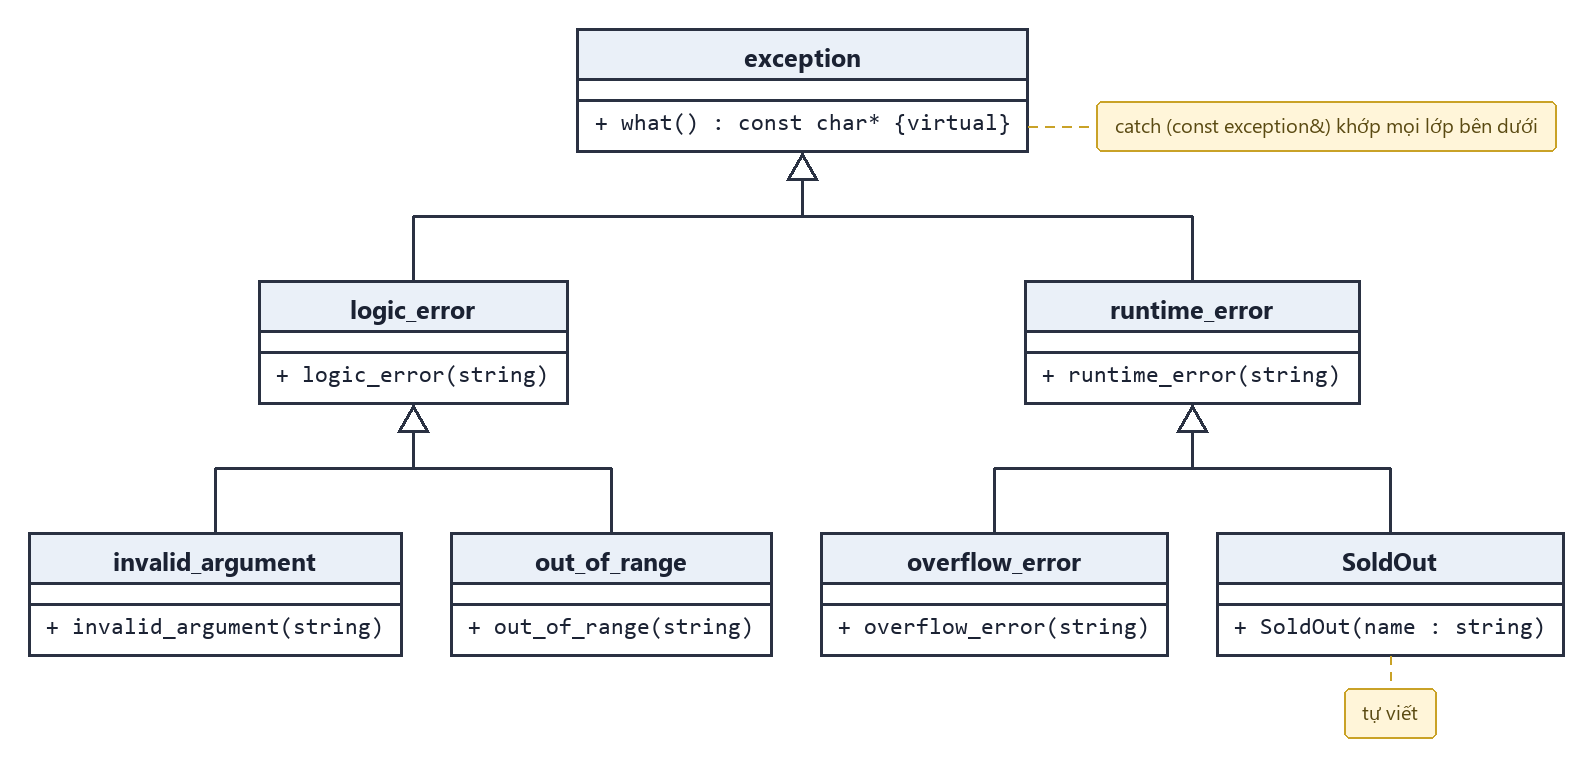 exception
+ what() : const char* {virtual}
catch (const exception&) khớp mọi lớp bên dưới
logic_error
+ logic_error(string)
runtime_error
+ runtime_error(string)
invalid_argument
+ invalid_argument(string)
out_of_range
+ out_of_range(string)
overflow_error
+ overflow_error(string)
SoldOut
+ SoldOut(name : string)
tự viết